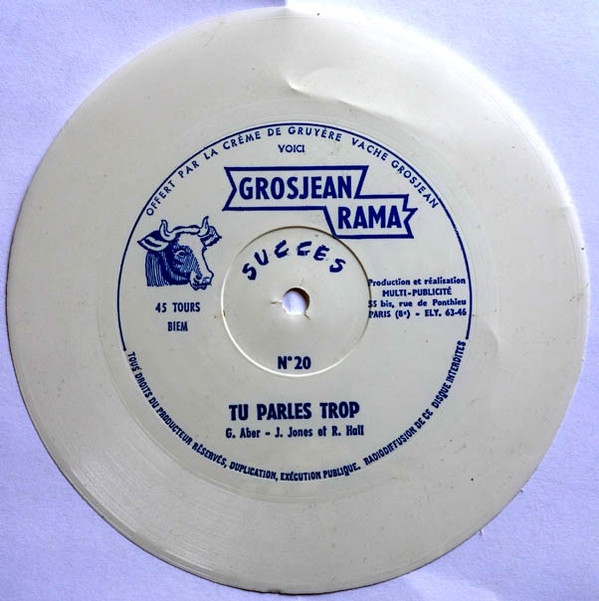 OFFERT PAR LA CRÈME DE GRUYÈRE VACHE GROSJEAN
VOICI
GROSJEAN
RAMA
SUCCES
45 TOURS
BIEM
Production et réalisation
MULTI-PUBLICITÉ
55 bis, rue de Ponthieu
PARIS (8e) - ELY. 63-46
N° 20
TU PARLES TROP
G. Aber - J. Jones et R. Hall
TOUS DROITS DU PRODUCTEUR RÉSERVÉS, DUPLICATION, EXÉCUTION PUBLIQUE, RADIODIFFUSION DE CE DISQUE INTERDITES